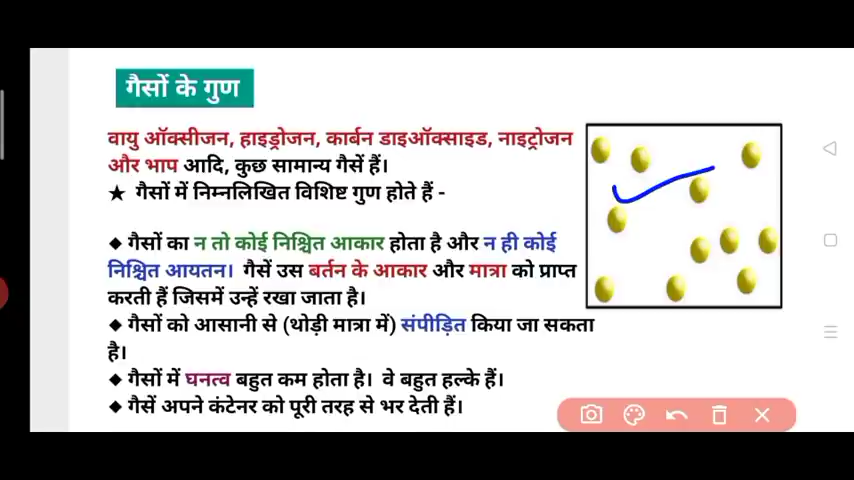 गैसों के गुण
वायु ऑक्सीजन, हाइड्रोजन, कार्बन डाइऑक्साइड, नाइट्रोजन
और भाप आदि, कुछ सामान्य गैसें हैं।
★ गैसों में निम्नलिखित विशिष्ट गुण होते हैं -
◆ गैसों का न तो कोई निश्चित आकार होता है और न ही कोई
निश्चित आयतन। गैसें उस बर्तन के आकार और मात्रा को प्राप्त
करती हैं जिसमें उन्हें रखा जाता है।
◆ गैसों को आसानी से (थोड़ी मात्रा में) संपीड़ित किया जा सकता
है।
◆ गैसों में घनत्व बहुत कम होता है। वे बहुत हल्के हैं।
◆ गैसें अपने कंटेनर को पूरी तरह से भर देती हैं।